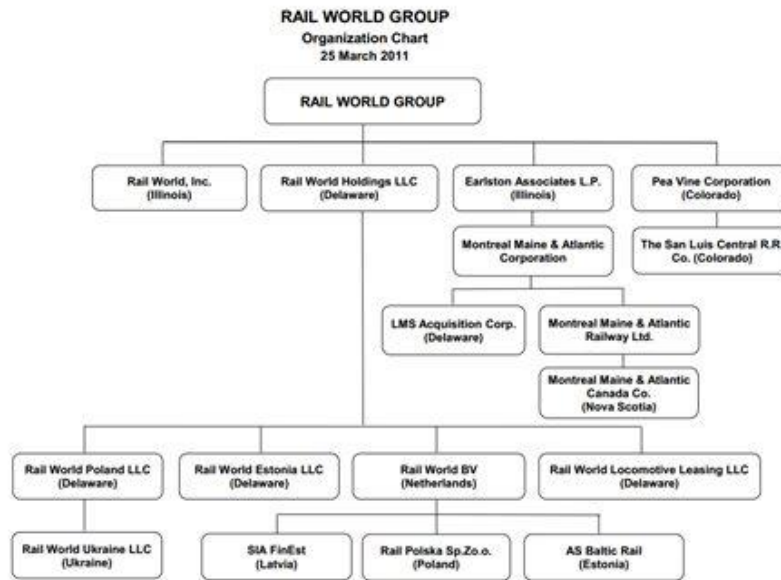 RAIL WORLD GROUP
Organization Chart
25 March 2011
RAIL WORLD GROUP
Rail World, Inc.
(Illinois)
Rail World Holdings LLC
(Delaware)
Earlston Associates L.P.
(Illinois)
Pea Vine Corporation
(Colorado)
Montreal Maine & Atlantic
Corporation
The San Luis Central R.R.
Co. (Colorado)
LMS Acquisition Corp.
(Delaware)
Montreal Maine & Atlantic
Railway Ltd.
Montreal Maine & Atlantic
Canada Co.
(Nova Scotia)
Rail World Poland LLC
(Delaware)
Rail World Estonia LLC
(Delaware)
Rail World BV
(Netherlands)
Rail World Locomotive Leasing LLC
(Delaware)
Rail World Ukraine LLC
(Ukraine)
SIA FinEst
(Latvia)
Rail Polska Sp.Zo.o.
(Poland)
AS Baltic Rail
(Estonia)